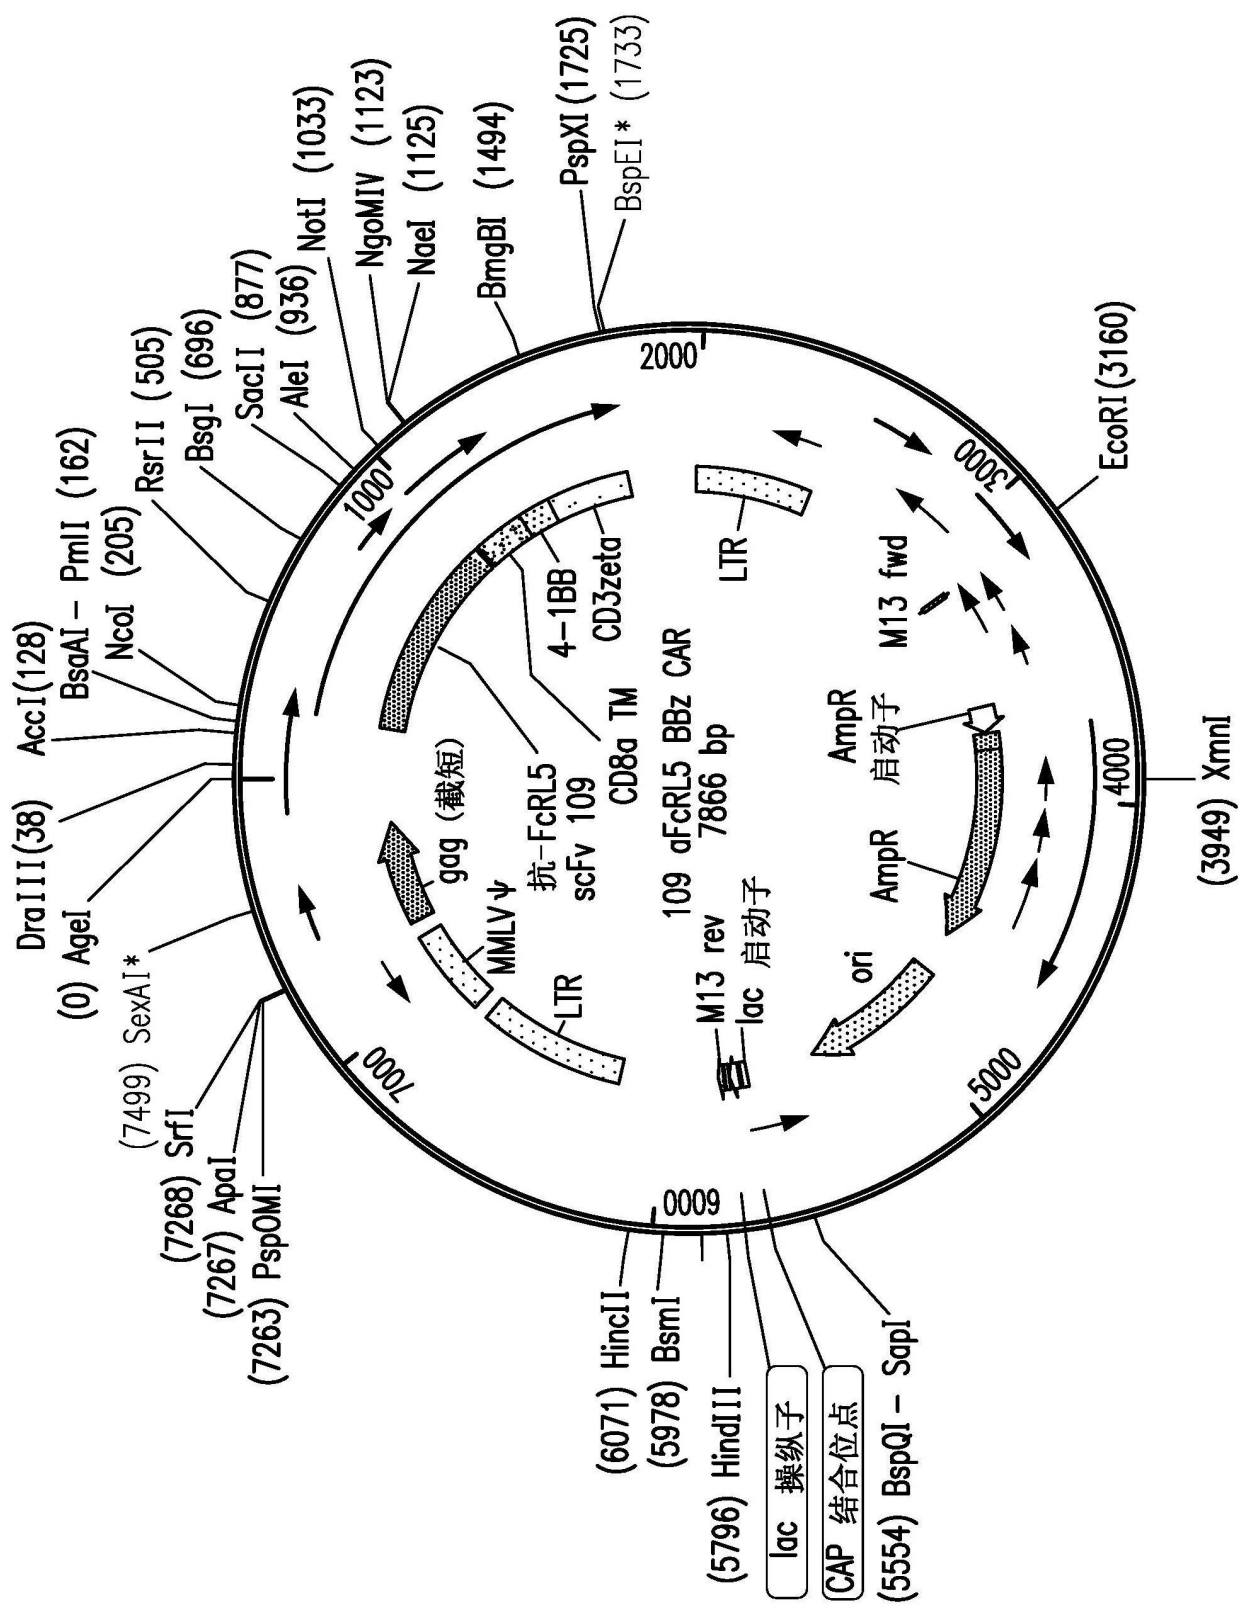 DraIII(38)
(0) AgeI
(7499) SexAI*
(7268) SrfI
(7267) ApaI
(7263) PspOMI
AccI(128)
BsaAI - PmlI (162)
NcoI (205)
RsrII (505)
BsgI (696)
SacII (877)
AleI (936)
NotI (1033)
NgoMIV (1123)
NaeI (1125)
BmgBI (1494)
PspXI(1725)
BspEI* (1733)
EcoRI(3160)
(3949) XmnI
(6071) HincII
(5978) BsmI
(5796) HindIII
lac 操纵子
CAP 结合位点
(5554) BspQI - SapI
1000
2000
3000
4000
5000
6000
7000
gag (截短)
MMLV ψ
LTR
抗-FcRL5
scFv 109
CD8a TM
4-1BB
CD3zeta
LTR
109 aFcRL5 BBz CAR
7866 bp
M13 fwd
AmpR
启动子
AmpR
ori
M13 rev
lac 启动子